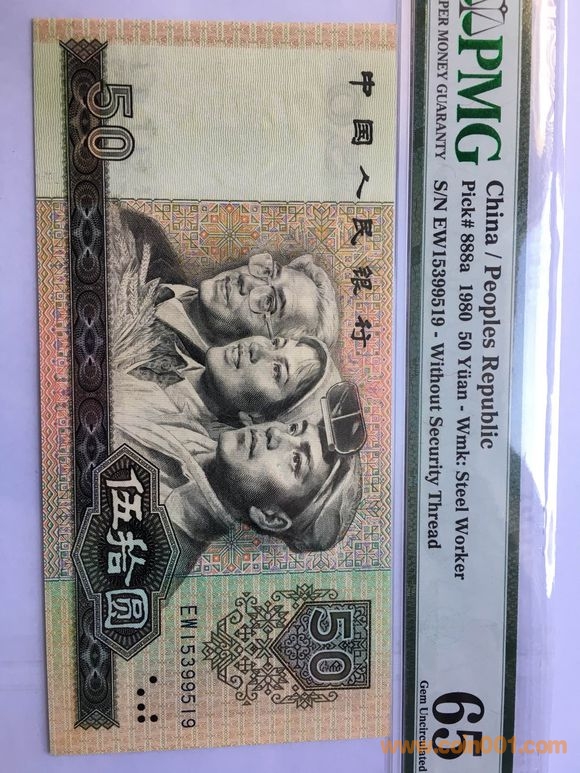 PMG
PAPER MONEY GUARANTY
China / Peoples Republic
Pick# 888a 1980 50 Yüan - Wmk: Steel Worker
S/N EW15399519 - Without Security Thread
65
Gem Uncirculated
中国人民银行
50
伍拾圆
EW15399519
50
www.coin001.com